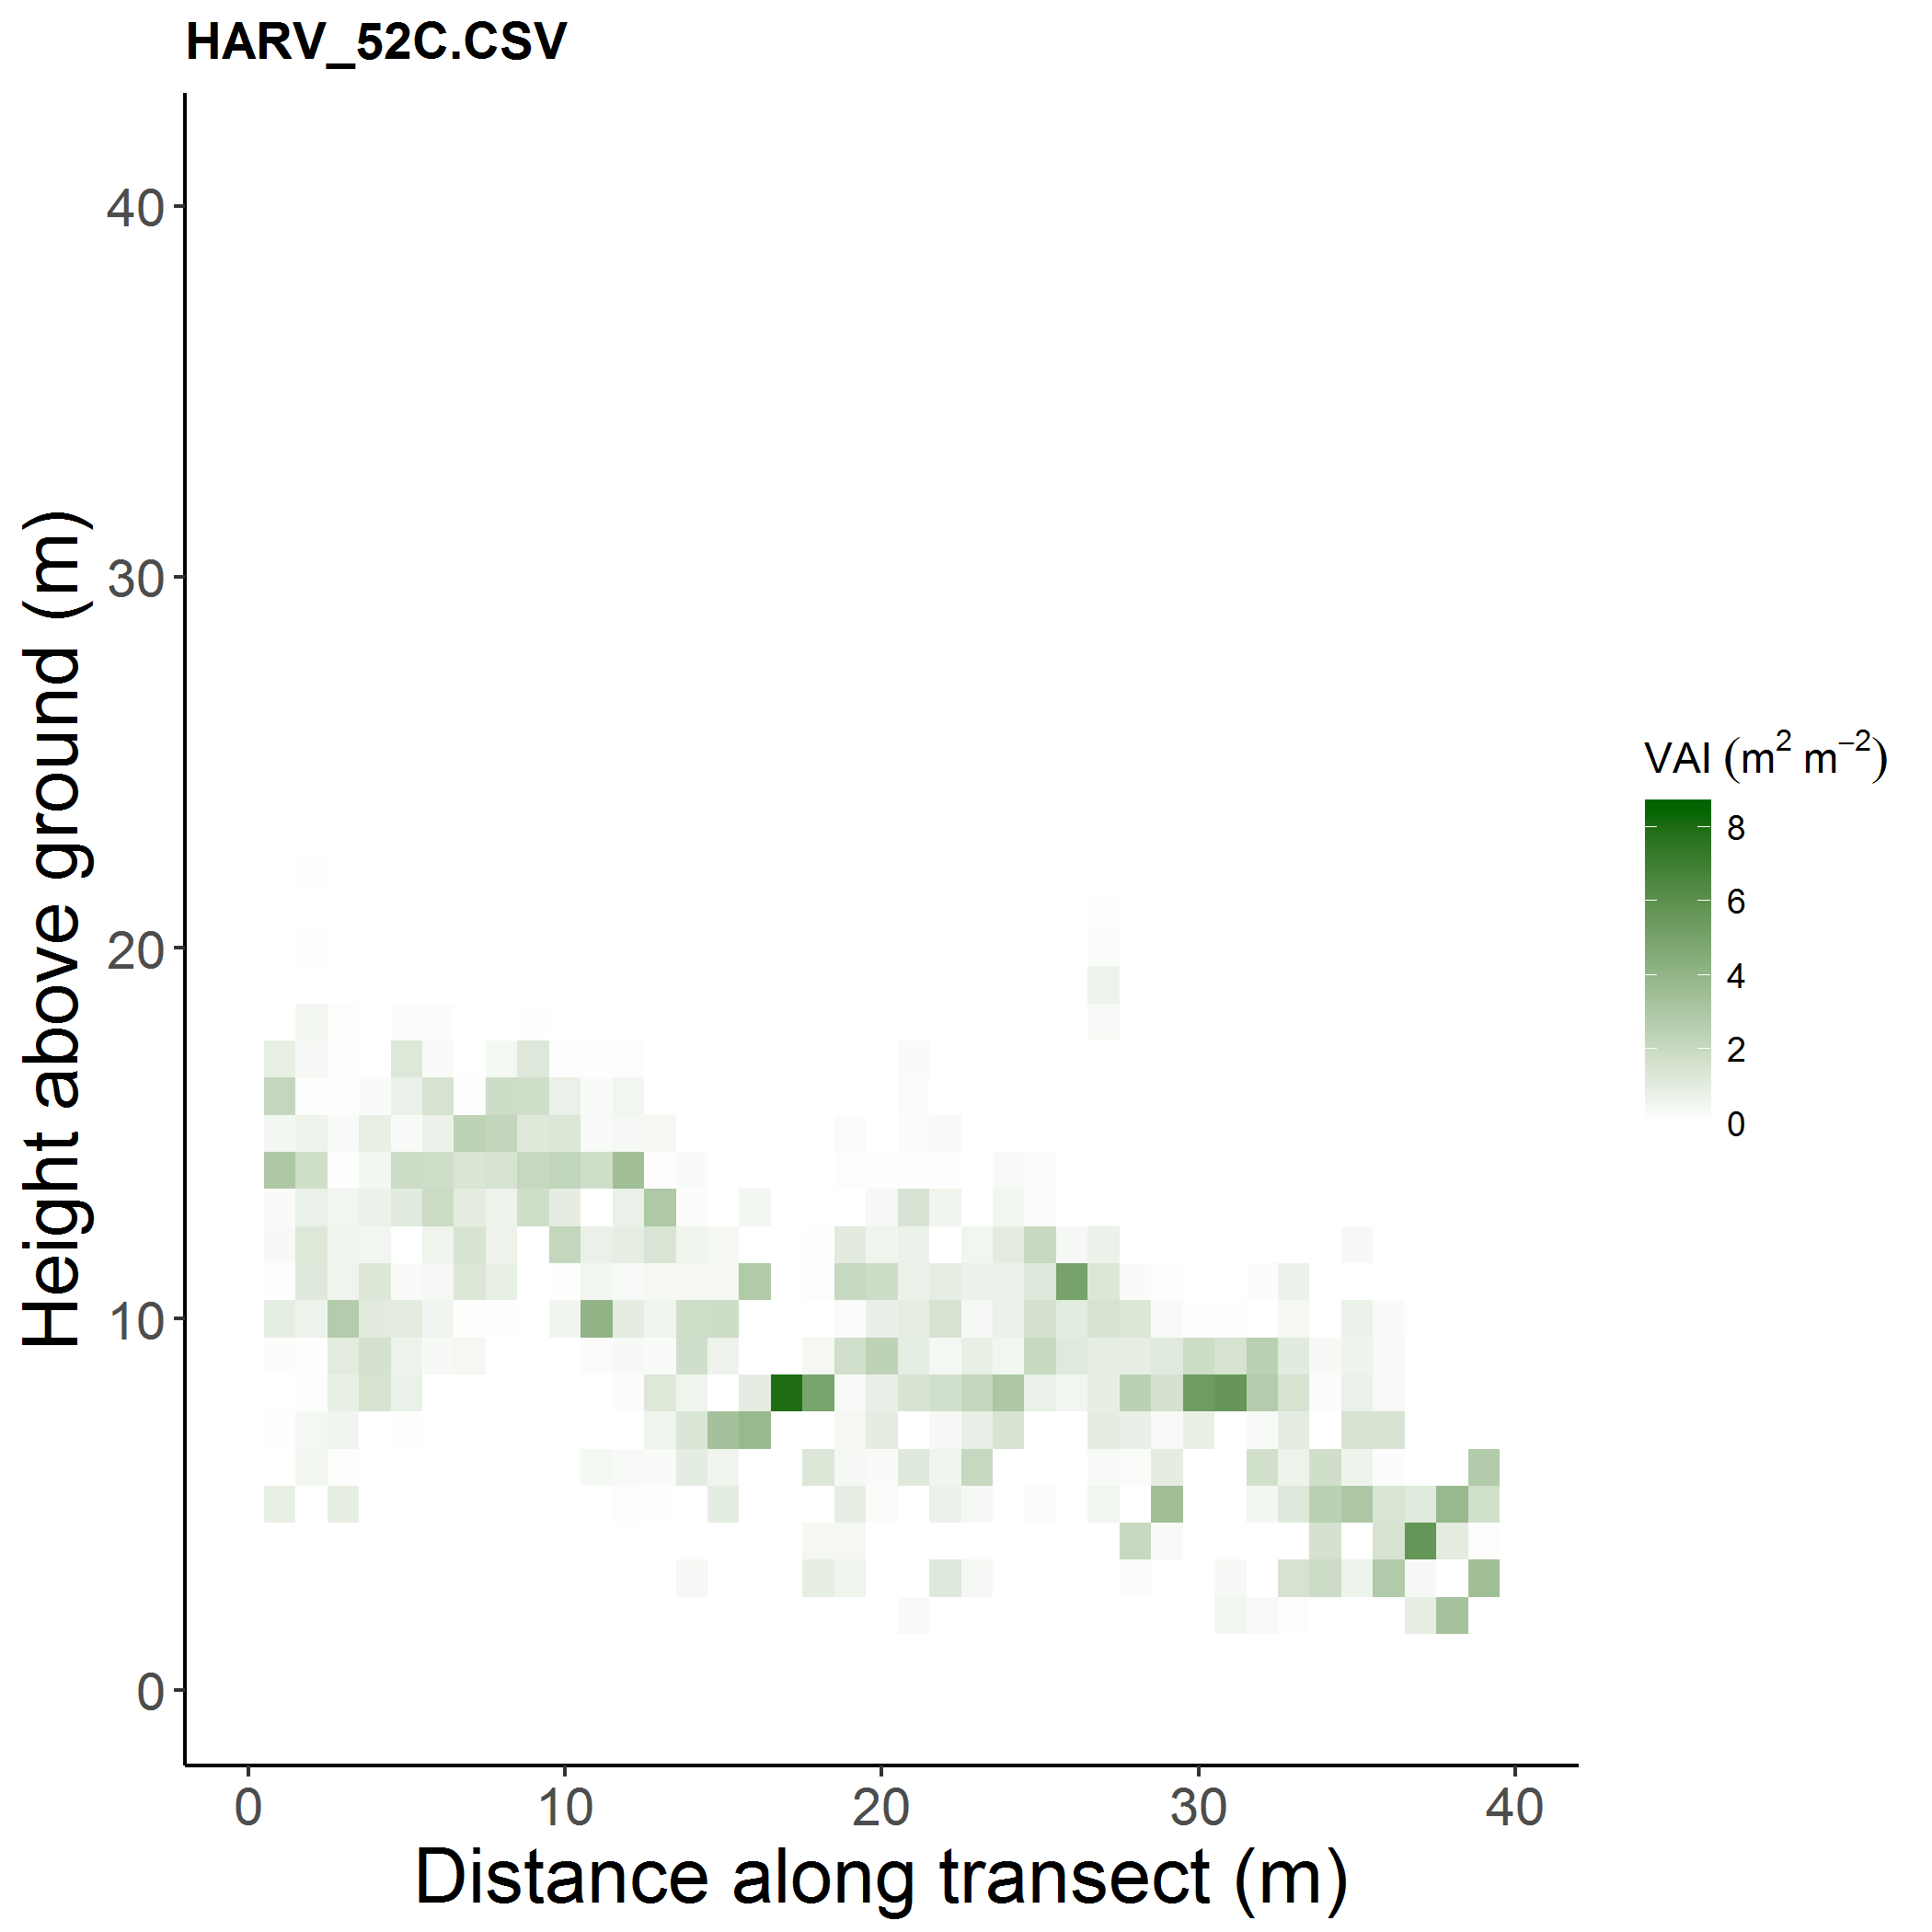 HARV_52C.CSV
Height above ground (m)
40
30
20
10
0
0 10 20 30 40
Distance along transect (m)
VAI (m² m⁻²)
8
6
4
2
0